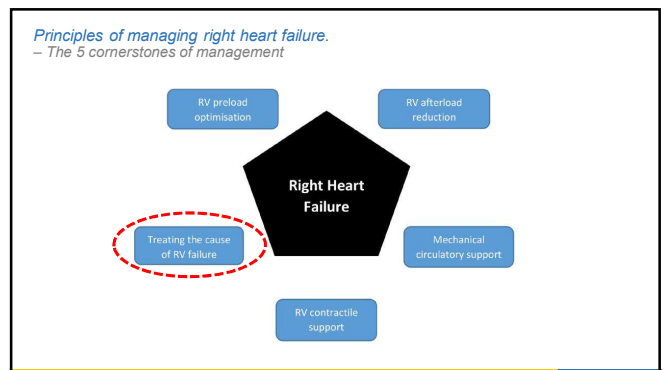 Principles of managing right heart failure.
– The 5 cornerstones of management
RV preload
optimisation
RV afterload
reduction
Right Heart
Failure
Treating the cause
of RV failure
Mechanical
circulatory support
RV contractile
support